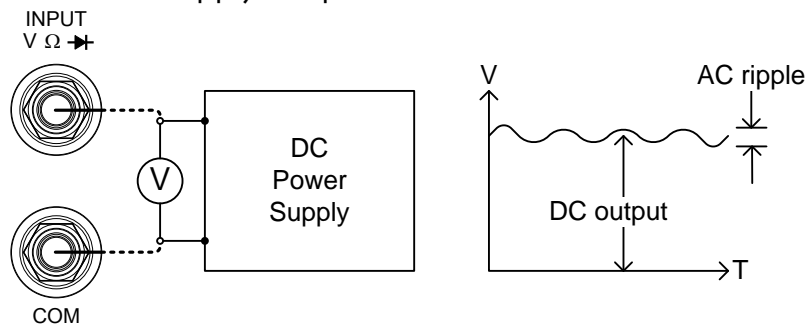 INPUT
V Ω
V
COM
DC
Power
Supply
V
AC ripple
DC output
T